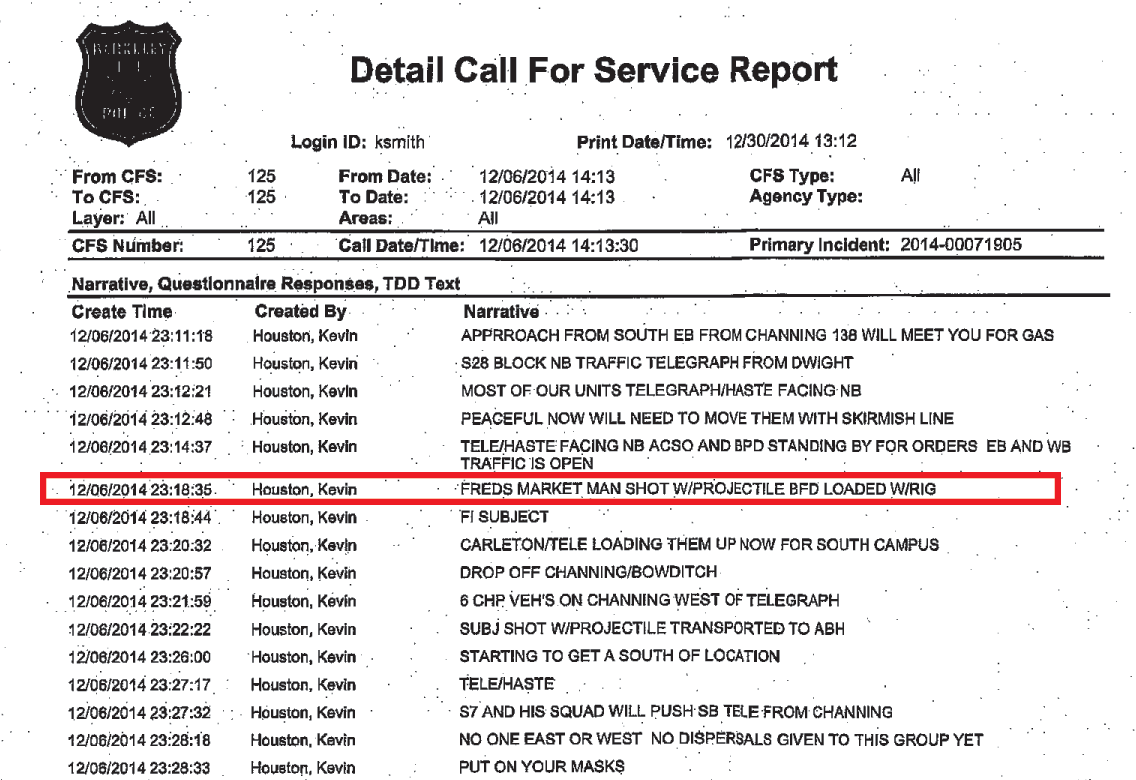 BERKELEY
POLICE
Detail Call For Service Report
Login ID: ksmith Print Date/Time: 12/30/2014 13:12
From CFS: 125 From Date: 12/06/2014 14:13 CFS Type: All
To CFS: 125 To Date: 12/06/2014 14:13 Agency Type:
Layer: All Areas: All
CFS Number: 125 Call Date/Time: 12/06/2014 14:13:30 Primary Incident: 2014-00071905
Narrative, Questionnaire Responses, TDD Text
Create Time Created By Narrative
12/06/2014 23:11:18 Houston, Kevin APPRROACH FROM SOUTH EB FROM CHANNING 138 WILL MEET YOU FOR GAS
12/06/2014 23:11:50 Houston, Kevin S28 BLOCK NB TRAFFIC TELEGRAPH FROM DWIGHT
12/06/2014 23:12:21 Houston, Kevin MOST OF OUR UNITS TELEGRAPH/HASTE FACING NB
12/06/2014 23:12:48 Houston, Kevin PEACEFUL NOW WILL NEED TO MOVE THEM WITH SKIRMISH LINE
12/06/2014 23:14:37 Houston, Kevin TELE/HASTE FACING NB ACSO AND BPD STANDING BY FOR ORDERS EB AND WB
TRAFFIC IS OPEN
12/06/2014 23:18:35 Houston, Kevin FREDS MARKET MAN SHOT W/PROJECTILE BFD LOADED W/RIG
12/06/2014 23:18:44 Houston, Kevin FI SUBJECT
12/06/2014 23:20:32 Houston, Kevin CARLETON/TELE LOADING THEM UP NOW FOR SOUTH CAMPUS
12/06/2014 23:20:57 Houston, Kevin DROP OFF CHANNING/BOWDITCH
12/06/2014 23:21:59 Houston, Kevin 6 CHP VEH'S ON CHANNING WEST OF TELEGRAPH
12/06/2014 23:22:22 Houston, Kevin SUBJ SHOT W/PROJECTILE TRANSPORTED TO ABH
12/06/2014 23:26:00 Houston, Kevin STARTING TO GET A SOUTH OF LOCATION
12/06/2014 23:27:17 Houston, Kevin TELE/HASTE
12/06/2014 23:27:32 Houston, Kevin S7 AND HIS SQUAD WILL PUSH SB TELE FROM CHANNING
12/06/2014 23:28:18 Houston, Kevin NO ONE EAST OR WEST NO DISPERSALS GIVEN TO THIS GROUP YET
12/06/2014 23:28:33 Houston, Kevin PUT ON YOUR MASKS